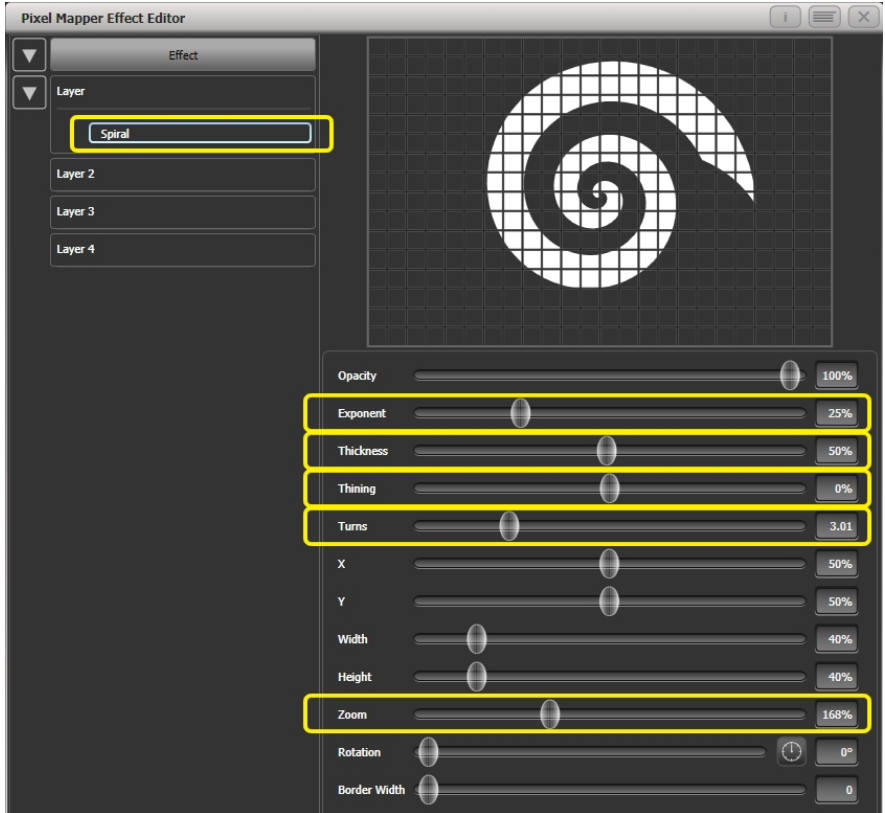 Pixel Mapper Effect Editor
i
Effect
Layer
Spiral
Layer 2
Layer 3
Layer 4
Opacity 100%
Exponent 25%
Thickness 50%
Thining 0%
Turns 3.01
X 50%
Y 50%
Width 40%
Height 40%
Zoom 168%
Rotation 0°
Border Width 0